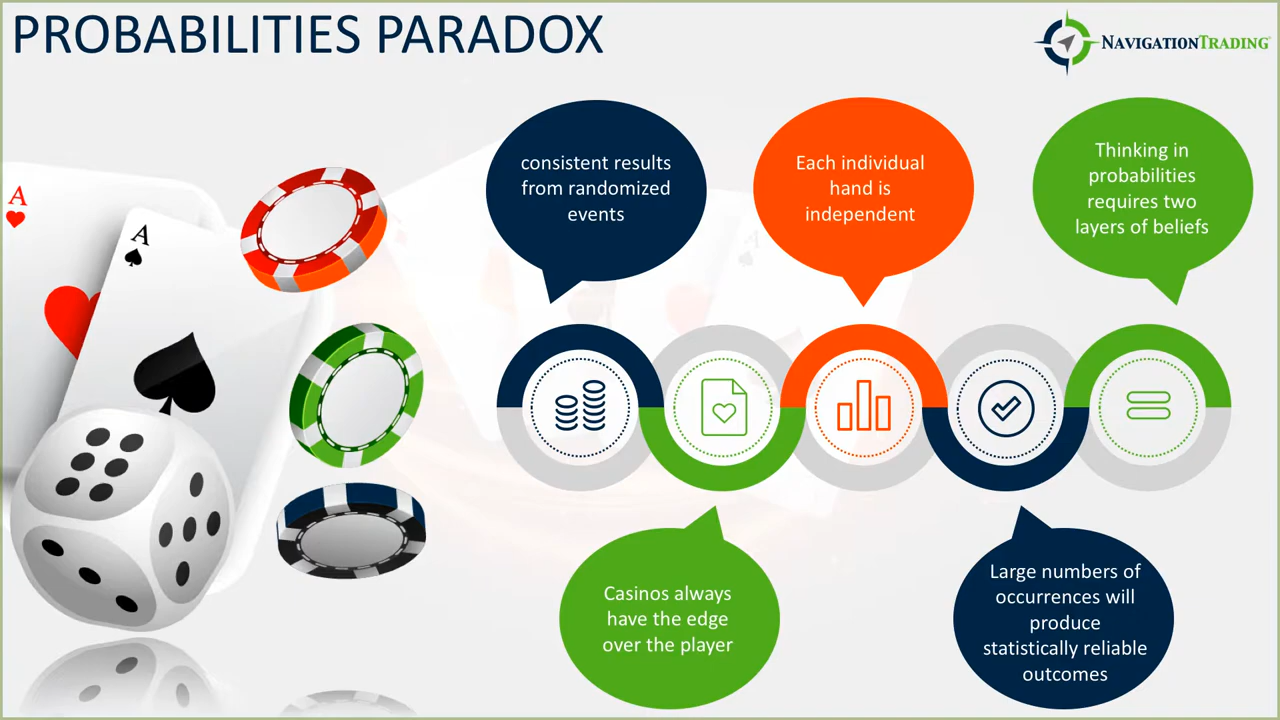 PROBABILITIES PARADOX
NAVIGATIONTRADING
consistent results
from randomized
events
Each individual
hand is
independent
Thinking in
probabilities
requires two
layers of beliefs
A
A
Casinos always
have the edge
over the player
Large numbers of
occurrences will
produce
statistically reliable
outcomes